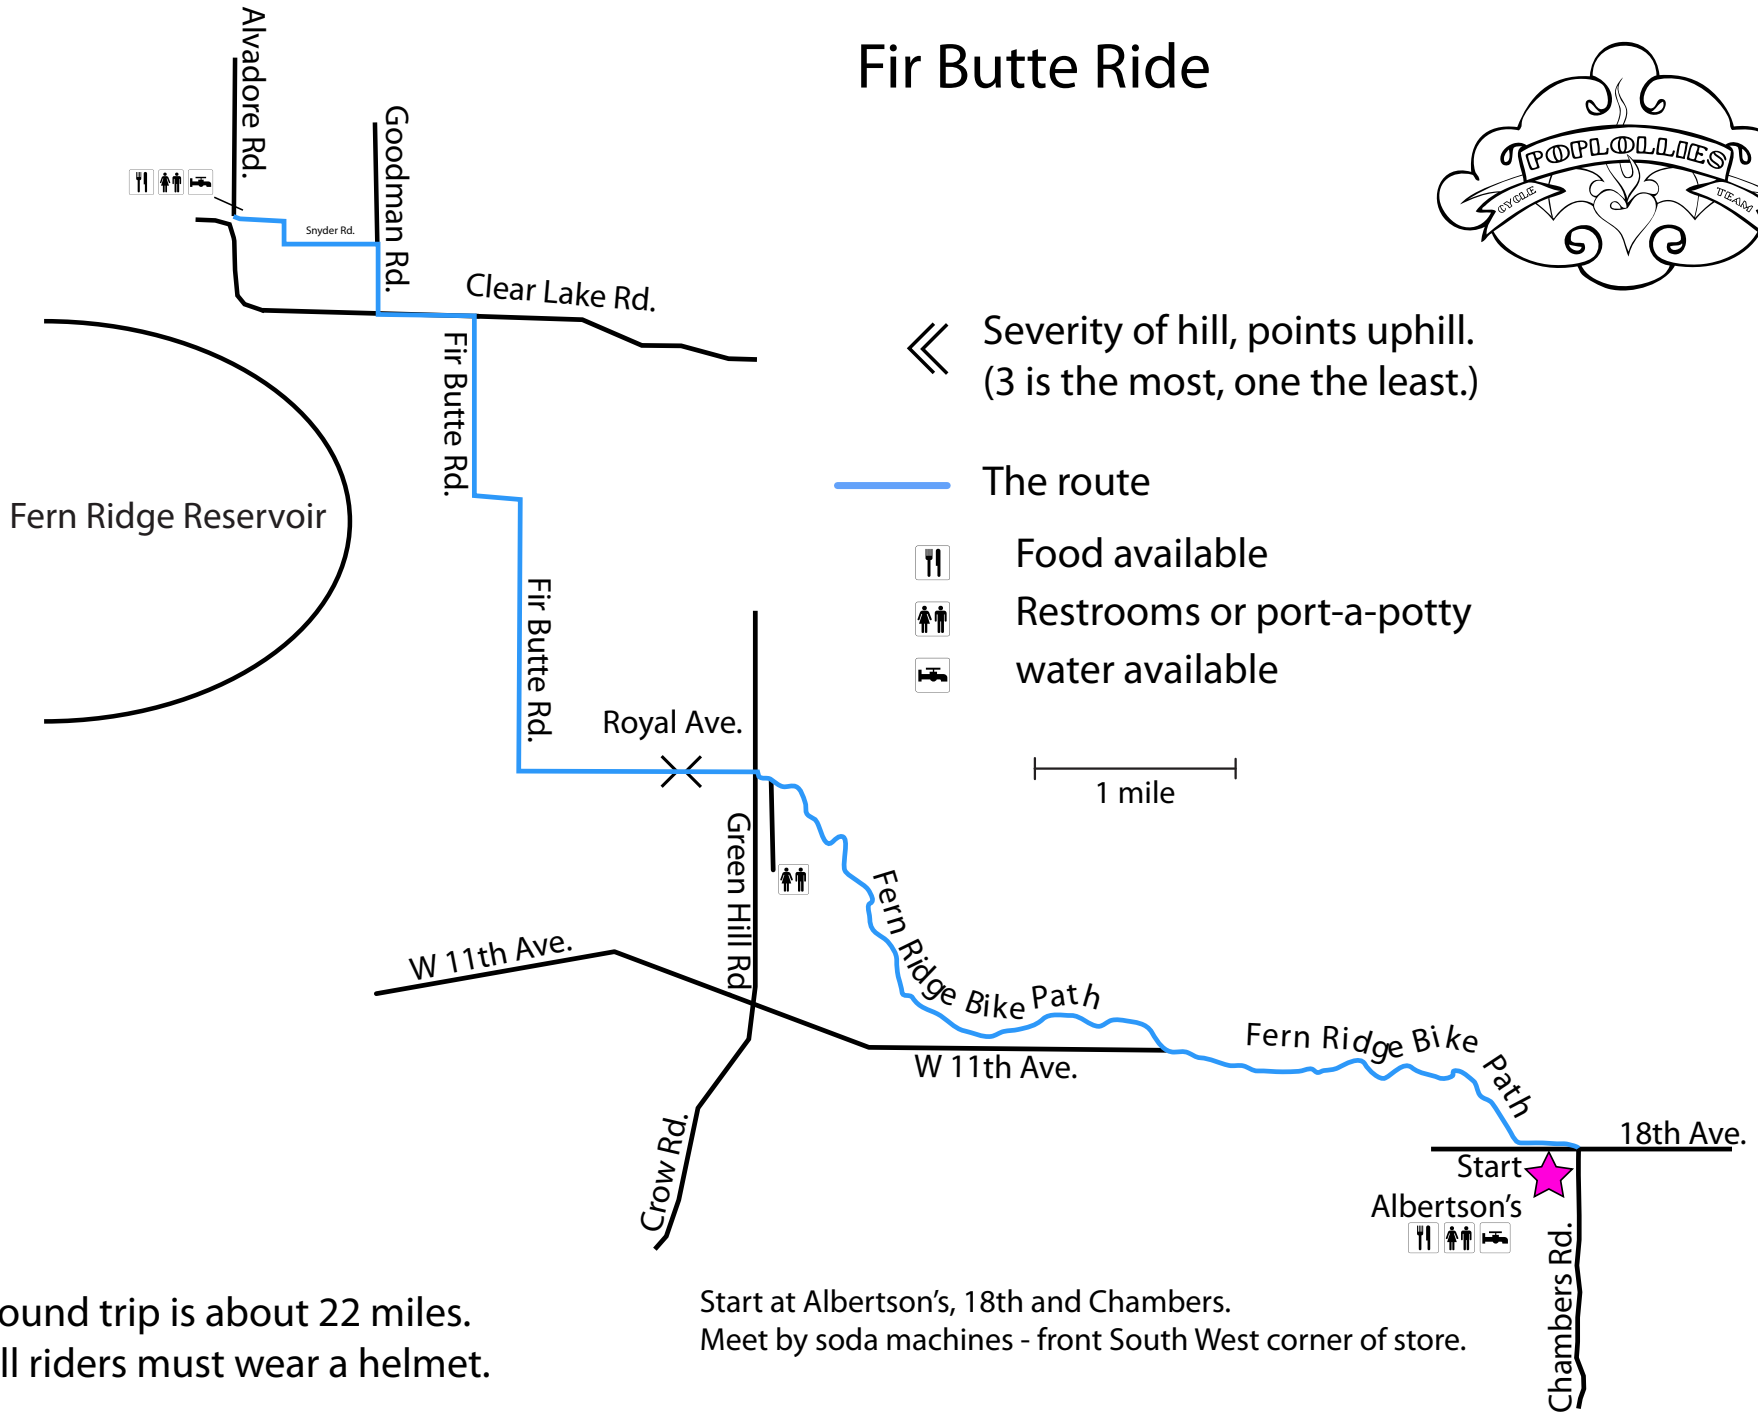 Fir Butte Ride
POPLOLLIES
CYCLE
TEAM
Alvadore Rd.
Goodman Rd.
Snyder Rd.
Clear Lake Rd.
Severity of hill, points uphill.
(3 is the most, one the least.)
Fir Butte Rd.
The route
Fern Ridge Reservoir
Food available
Restrooms or port-a-potty
water available
Fir Butte Rd.
Royal Ave.
1 mile
Green Hill Rd
Fern Ridge Bike Path
W 11th Ave.
Fern Ridge Bike Path
W 11th Ave.
18th Ave.
Start
Albertson's
Crow Rd.
Chambers Rd.
ound trip is about 22 miles.
ll riders must wear a helmet.
Start at Albertson's, 18th and Chambers.
Meet by soda machines - front South West corner of store.